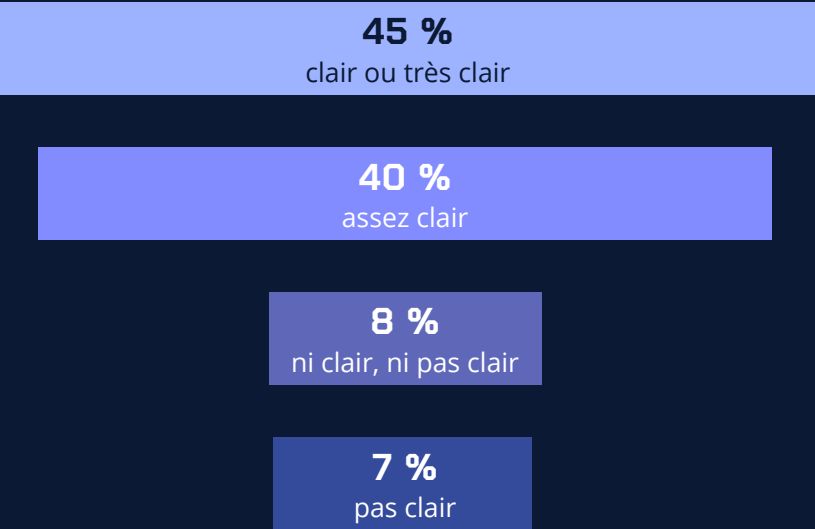 45 %
clair ou très clair
40 %
assez clair
8 %
ni clair, ni pas clair
7 %
pas clair